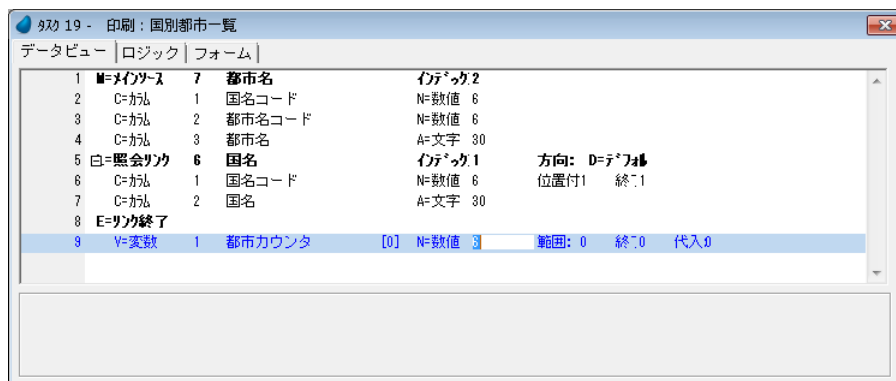 タスク 19 - 印刷：国別都市一覧
データビュー ロジック フォーム
1 M=メインソース 7 都市名 インデックス: 2
2 C=カラム 1 国名コード N=数値 6
3 C=カラム 2 都市名コード N=数値 6
4 C=カラム 3 都市名 A=文字 30
5 =照会リンク 6 国名 インデックス: 1 方向： D=デフォル
6 C=カラム 1 国名コード N=数値 6 位置付 1 終了 1
7 C=カラム 2 国名 A=文字 30
8 E=リンク終了
9 V=変数 1 都市カウンタ [0] N=数値 6 範囲: 0 終了 0 代入: 0